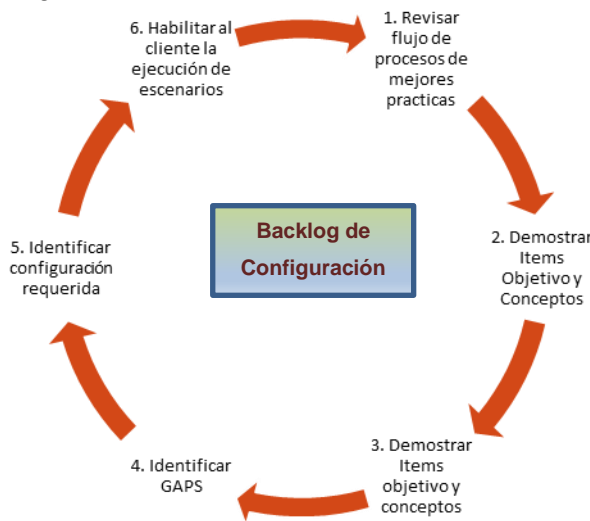 6. Habilitar al
cliente la
ejecución de
escenarios
1. Revisar
flujo de
procesos de
mejores
practicas
2. Demostrar
Items
Objetivo y
Conceptos
3. Demostrar
Items
objetivo y
conceptos
4. Identificar
GAPS
5. Identificar
configuración
requerida
Backlog de
Configuración